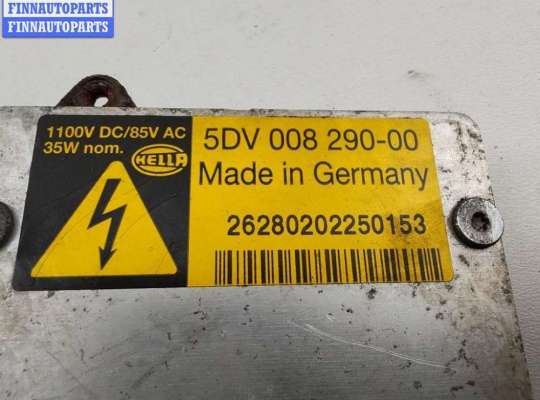 FINNAUTOPARTS
FINNAUTOPARTS
1100V DC/85V AC
35W nom.
HELLA
5DV 008 290-00
Made in Germany
26280202250153